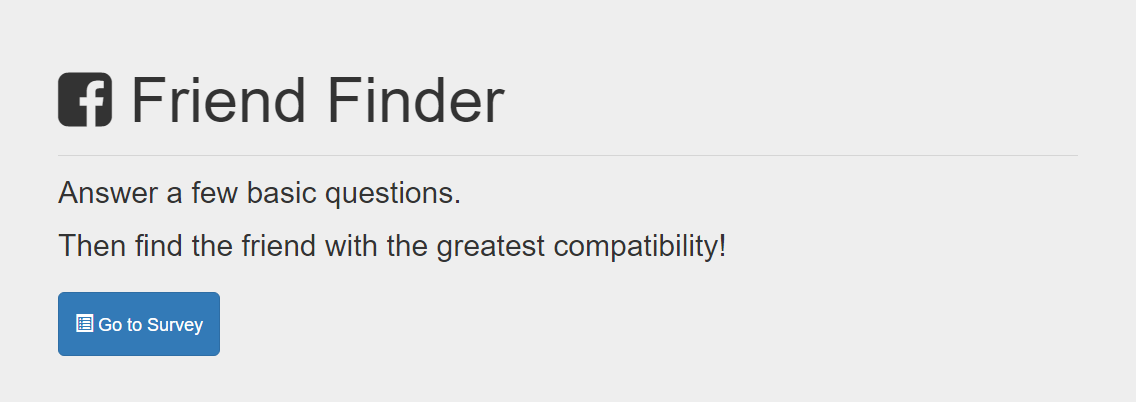 Friend Finder
Answer a few basic questions.
Then find the friend with the greatest compatibility!
Go to Survey